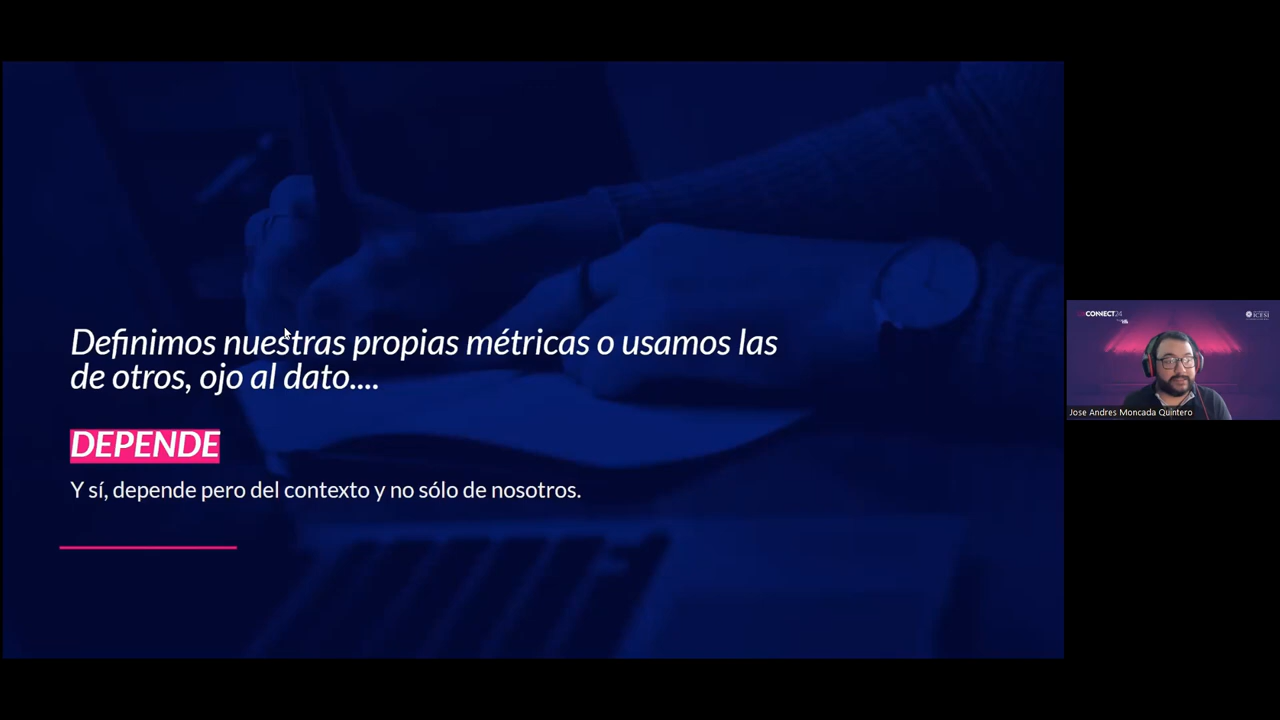 Definimos nuestras propias métricas o usamos las
de otros, ojo al dato....
DEPENDE
Y sí, depende pero del contexto y no sólo de nosotros.
CONNECT24
ICESI
Jose Andres Moncada Quintero